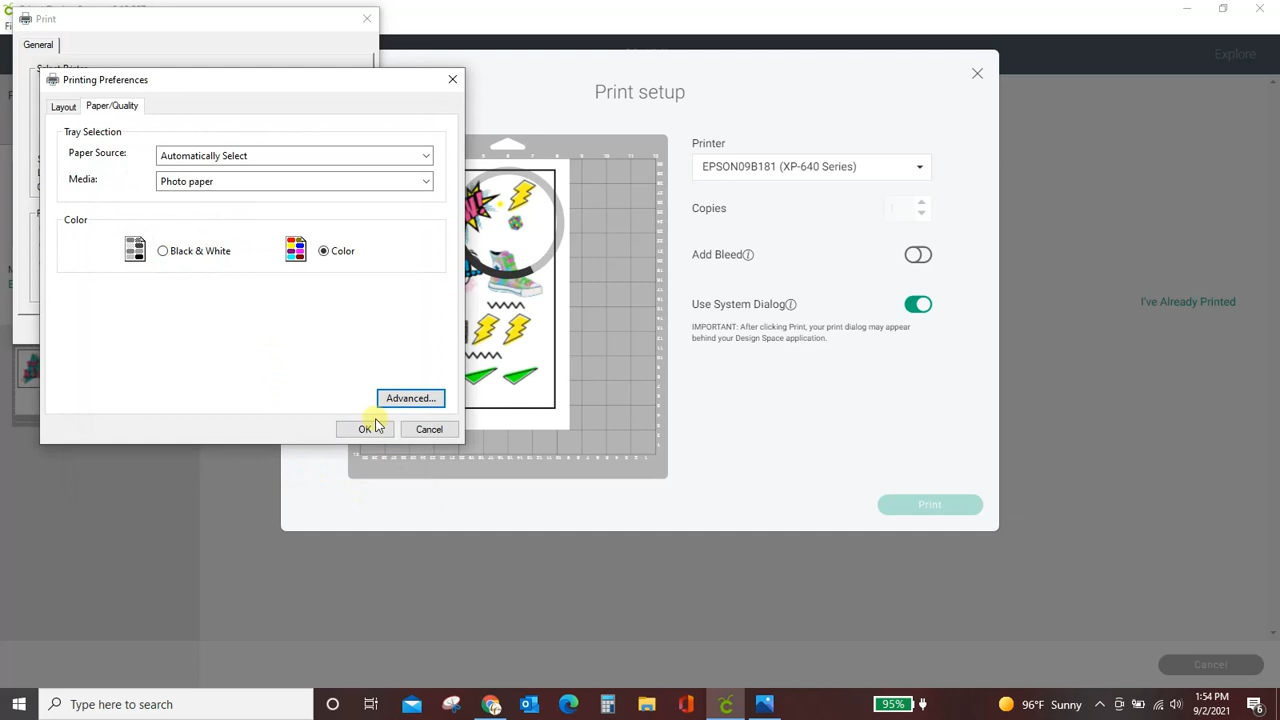 Print
General
Printing Preferences
Layout
Paper/Quality
Tray Selection
Paper Source:
Automatically Select
Media:
Photo paper
Color
Black & White
Color
Advanced...
OK
Cancel
Print setup
Printer
EPSON09B181 (XP-640 Series)
Copies
1
Add Bleed
Use System Dialog
IMPORTANT: After clicking Print, your print dialog may appear
behind your Design Space application.
Print
Explore
I've Already Printed
Cancel
Type here to search
95%
96°F Sunny
1:54 PM
9/2/2021
6